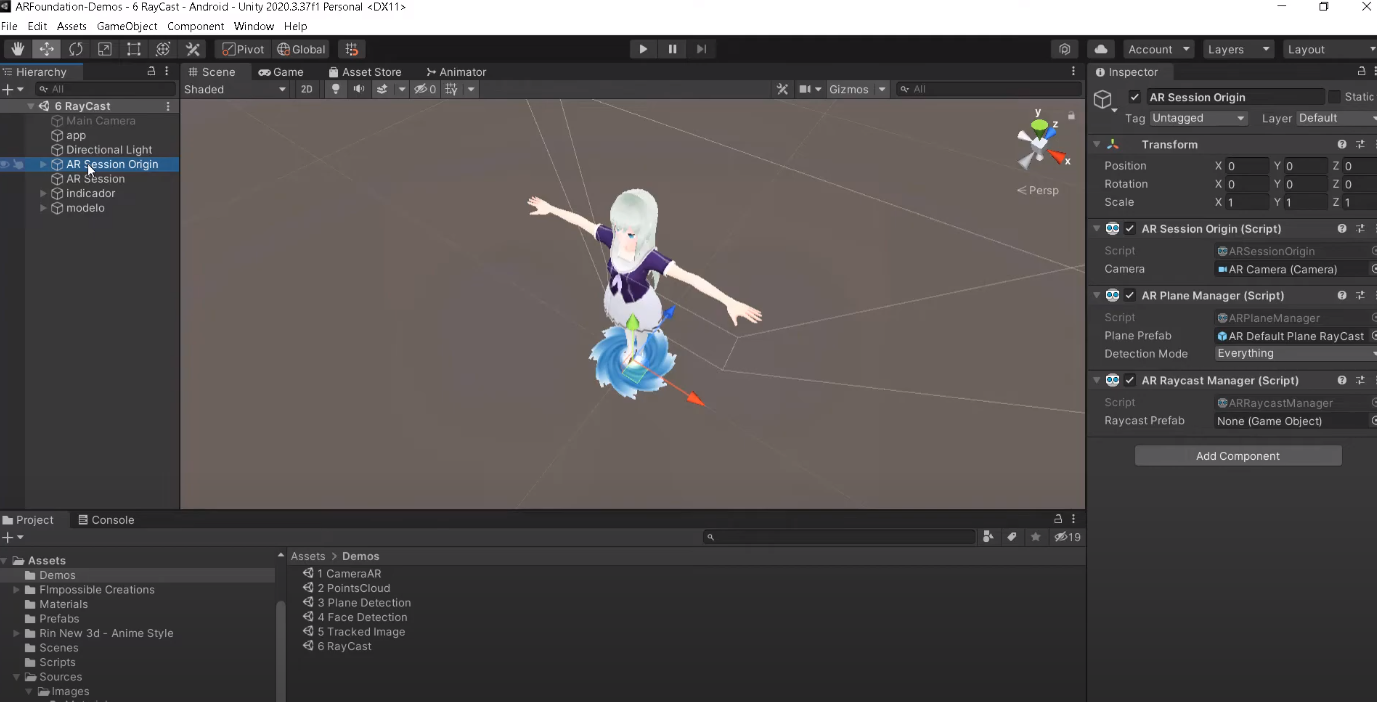 ARFoundation-Demos - 6 RayCast - Android - Unity 2020.3.37f1 Personal <DX11>
File Edit Assets GameObject Component Window Help
Pivot Global Account Layers Layout
Hierarchy
All
6 RayCast
Main Camera
app
Directional Light
AR Session Origin
AR Session
indicador
modelo
Scene Game Asset Store Animator
Shaded 2D 0 Gizmos All
y
z
x
Persp
Inspector
AR Session Origin Static
Tag Untagged Layer Default
Transform
Position X 0 Y 0 Z 0
Rotation X 0 Y 0 Z 0
Scale X 1 Y 1 Z 1
AR Session Origin (Script)
Script ARSessionOrigin
Camera AR Camera (Camera)
AR Plane Manager (Script)
Script ARPlaneManager
Plane Prefab AR Default Plane RayCast
Detection Mode Everything
AR Raycast Manager (Script)
Script ARRaycastManager
Raycast Prefab None (Game Object)
Add Component
Project Console
19
Assets
Demos
FImpossible Creations
Materials
Prefabs
Rin New 3d - Anime Style
Scenes
Scripts
Sources
Images
Assets > Demos
1 CameraAR
2 PointsCloud
3 Plane Detection
4 Face Detection
5 Tracked Image
6 RayCast